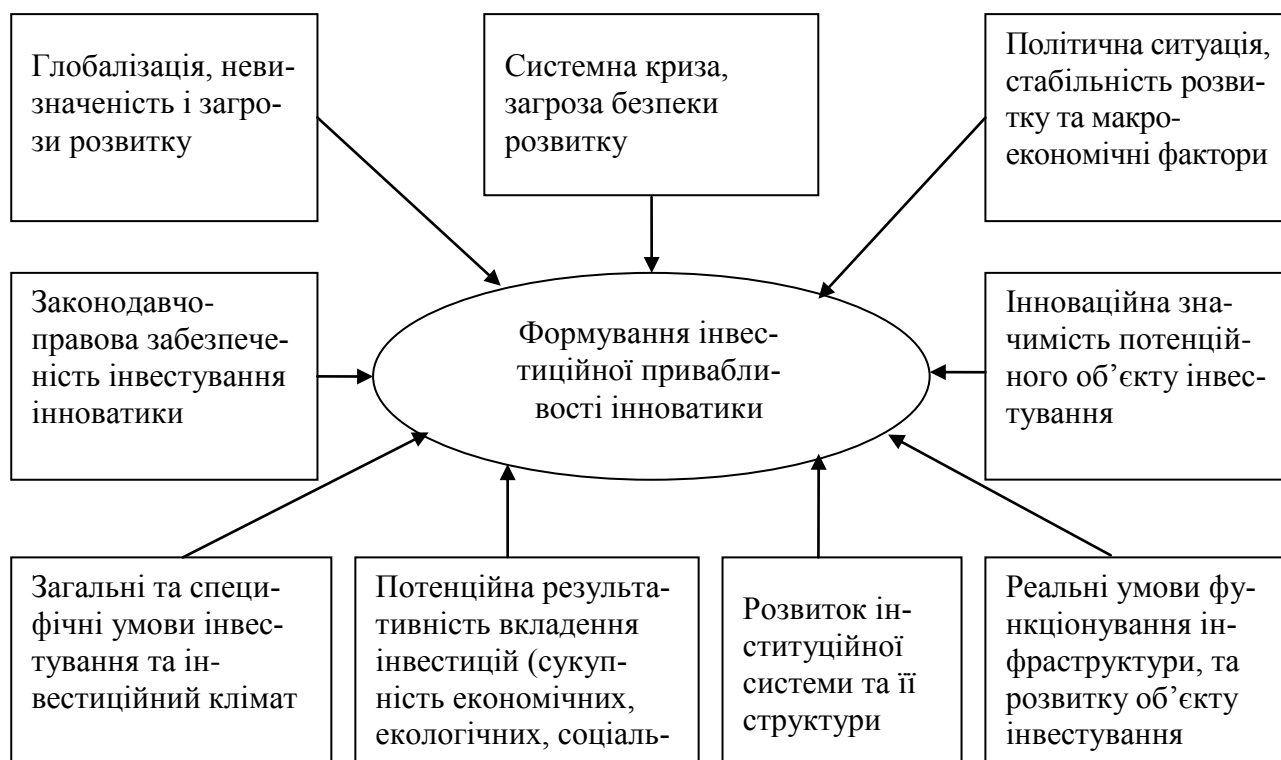 Глобалізація, неви-
значеність і загро-
зи розвитку
Системна криза,
загроза безпеки
розвитку
Політична ситуація,
стабільність розви-
тку та макро-
економічні фактори
Законодавчо-
правова забезпече-
ність інвестування
інноватики
Формування інвес-
тиційної привабли-
вості інноватики
Інноваційна зна-
чимість потенцій-
ного об’єкту інвес-
тування
Загальні та специ-
фічні умови інвес-
тування та ін-
вестиційний клімат
Потенційна результа-
тивність вкладення
інвестицій (сукуп-
ність економічних,
екологічних, соціаль-
Розвиток ін-
ституційної
системи та її
структури
Реальні умови фу-
нкціонування ін-
фраструктури, та
розвитку об’єкту
інвестування